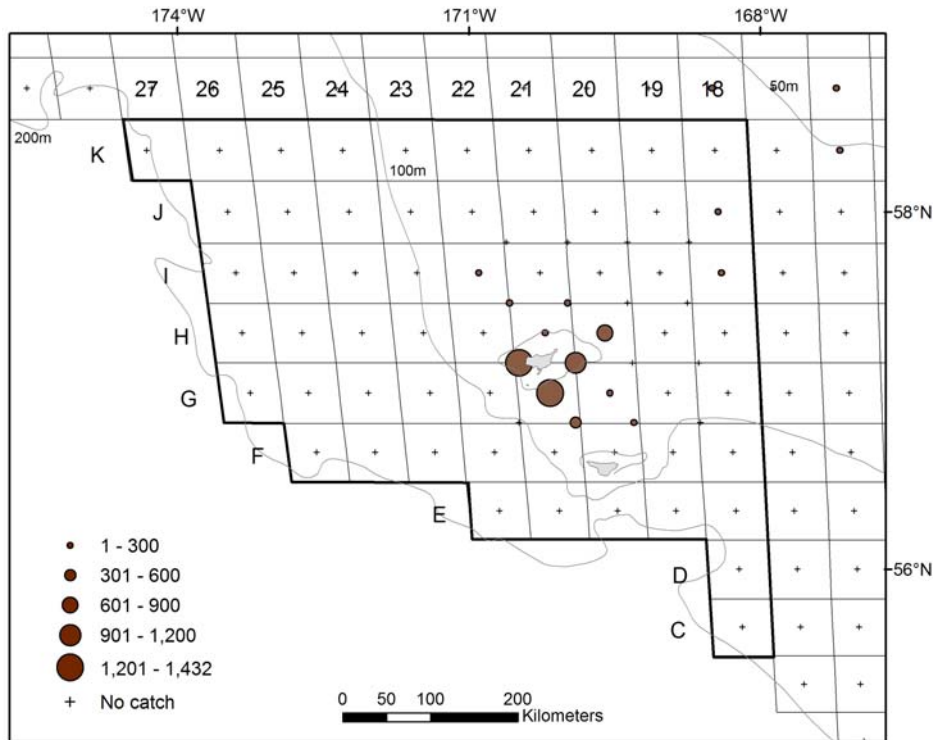 174°W 171°W 168°W
27 26 25 24 23 22 21 20 19 18 50m
200m
K
100m
J 58°N
I
H
G
F
E
1 - 300
301 - 600 D 56°N
601 - 900
901 - 1,200 C
1,201 - 1,432
No catch
0 50 100 200
Kilometers